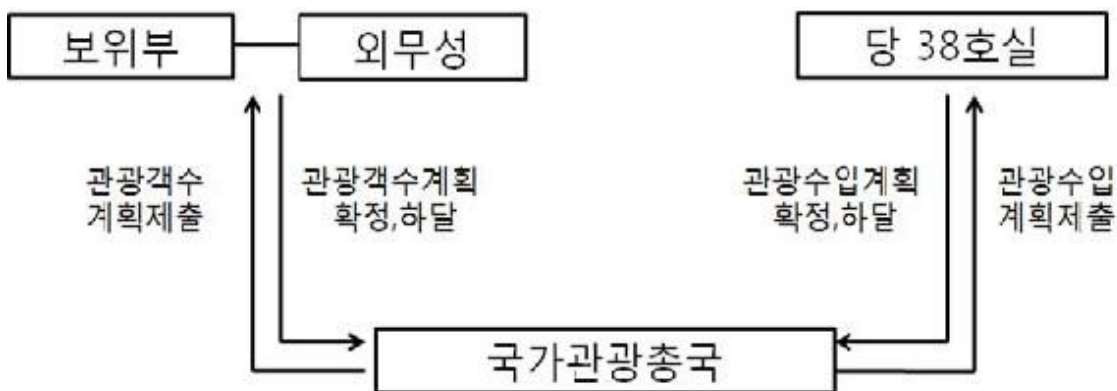 보위부
외무성
당 38호실
관광객수
계획제출
관광객수계획
확정,하달
관광수입계획
확정,하달
관광수입
계획제출
국가관광총국